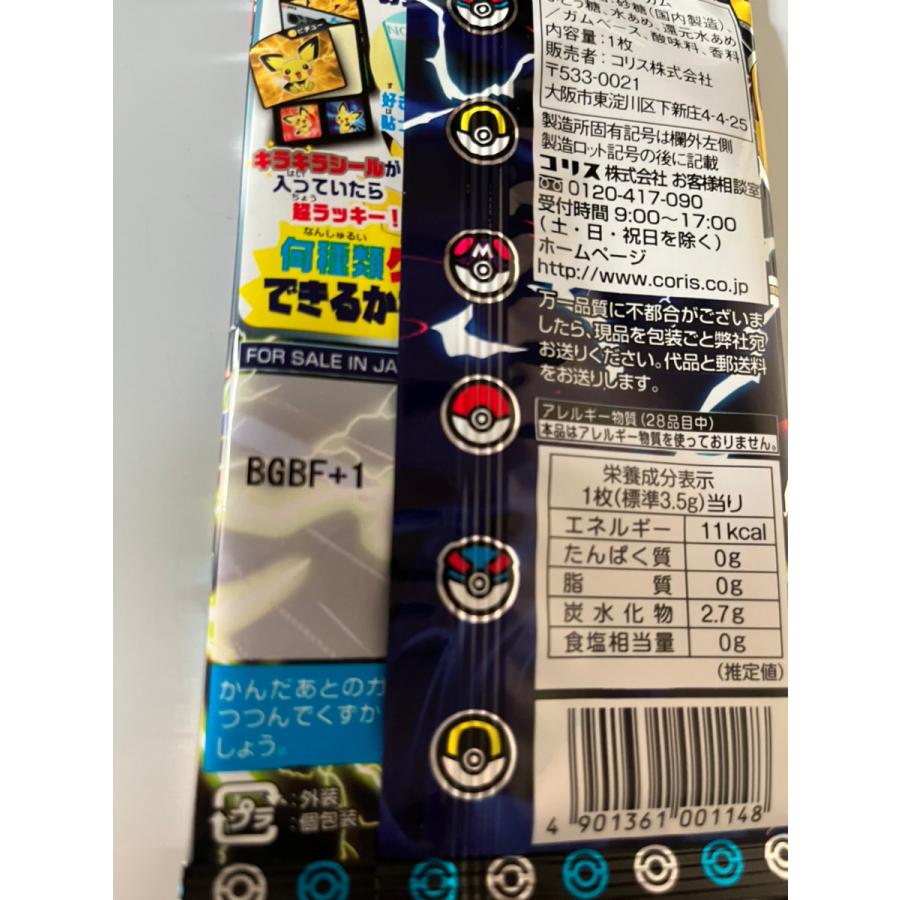 ピチュー
キラキラシールが
はい
入っていたら
ちょう
超ラッキー！
なんしゅるい
何種類
できるか
FOR SALE IN JA
BGBF+1
かんだあとのガ
つつんでくずか
しょう。
プラ
:外装
:個包装
砂糖(国内製造)、
ぶどう糖、水あめ、還元水あめ
/ガムベース、酸味料、香料
内容量:1枚
販売者:コリス株式会社
〒533-0021
大阪市東淀川区下新庄4-4-25
製造所固有記号は欄外左側
製造ロット記号の後に記載
コリス株式会社 お客様相談室
0120-417-090
受付時間 9:00〜17:00
(土・日・祝日を除く)
ホームページ
http://www.coris.co.jp
万一品質に不都合がございま
したら、現品を包装ごと弊社宛
お送りください。代品と郵送料
をお送りします。
アレルギー物質(28品目中)
本品はアレルギー物質を使っておりません。
栄養成分表示
1枚(標準3.5g)当り
エネルギー 11kcal
たんぱく質 0g
脂質 0g
炭水化物 2.7g
食塩相当量 0g
(推定値)
4 901361 001148